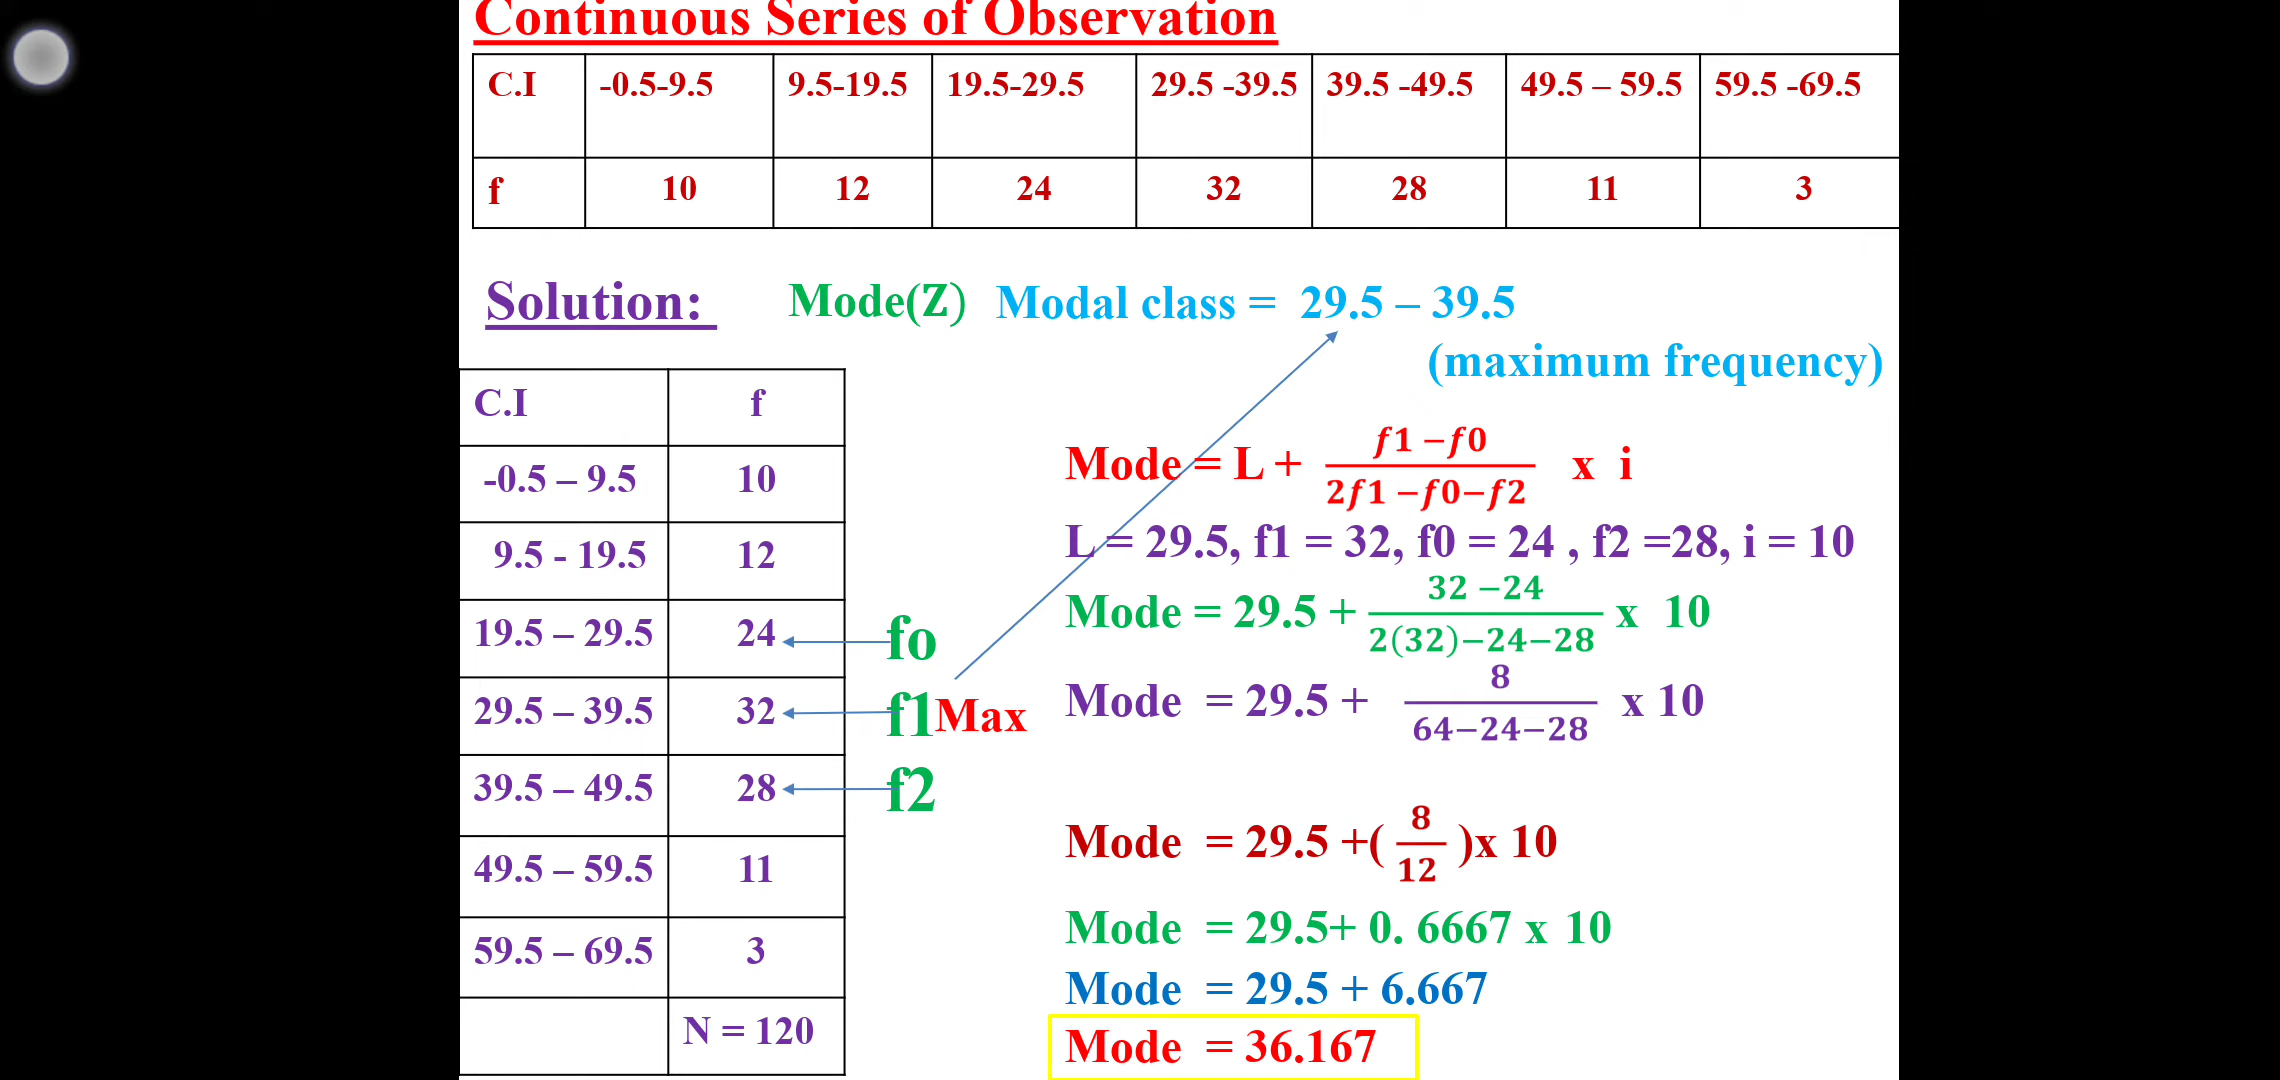 Continuous Series of Observation
C.I -0.5-9.5 9.5-19.5 19.5-29.5 29.5 -39.5 39.5 -49.5 49.5 – 59.5 59.5 -69.5
f 10 12 24 32 28 11 3
Solution: Mode(Z) Modal class = 29.5 – 39.5
(maximum frequency)
C.I f
-0.5 – 9.5 10
9.5 - 19.5 12
19.5 – 29.5 24 fo
29.5 – 39.5 32 f1Max
39.5 – 49.5 28 f2
49.5 – 59.5 11
59.5 – 69.5 3
N = 120
Mode = L + (f1 –f0)/(2f1 –f0–f2) x i
L = 29.5, f1 = 32, f0 = 24 , f2 =28, i = 10
Mode = 29.5 + (32 –24)/(2(32)–24–28) x 10
Mode = 29.5 + 8/(64–24–28) x 10
Mode = 29.5 +( 8/12 )x 10
Mode = 29.5+ 0. 6667 x 10
Mode = 29.5 + 6.667
Mode = 36.167